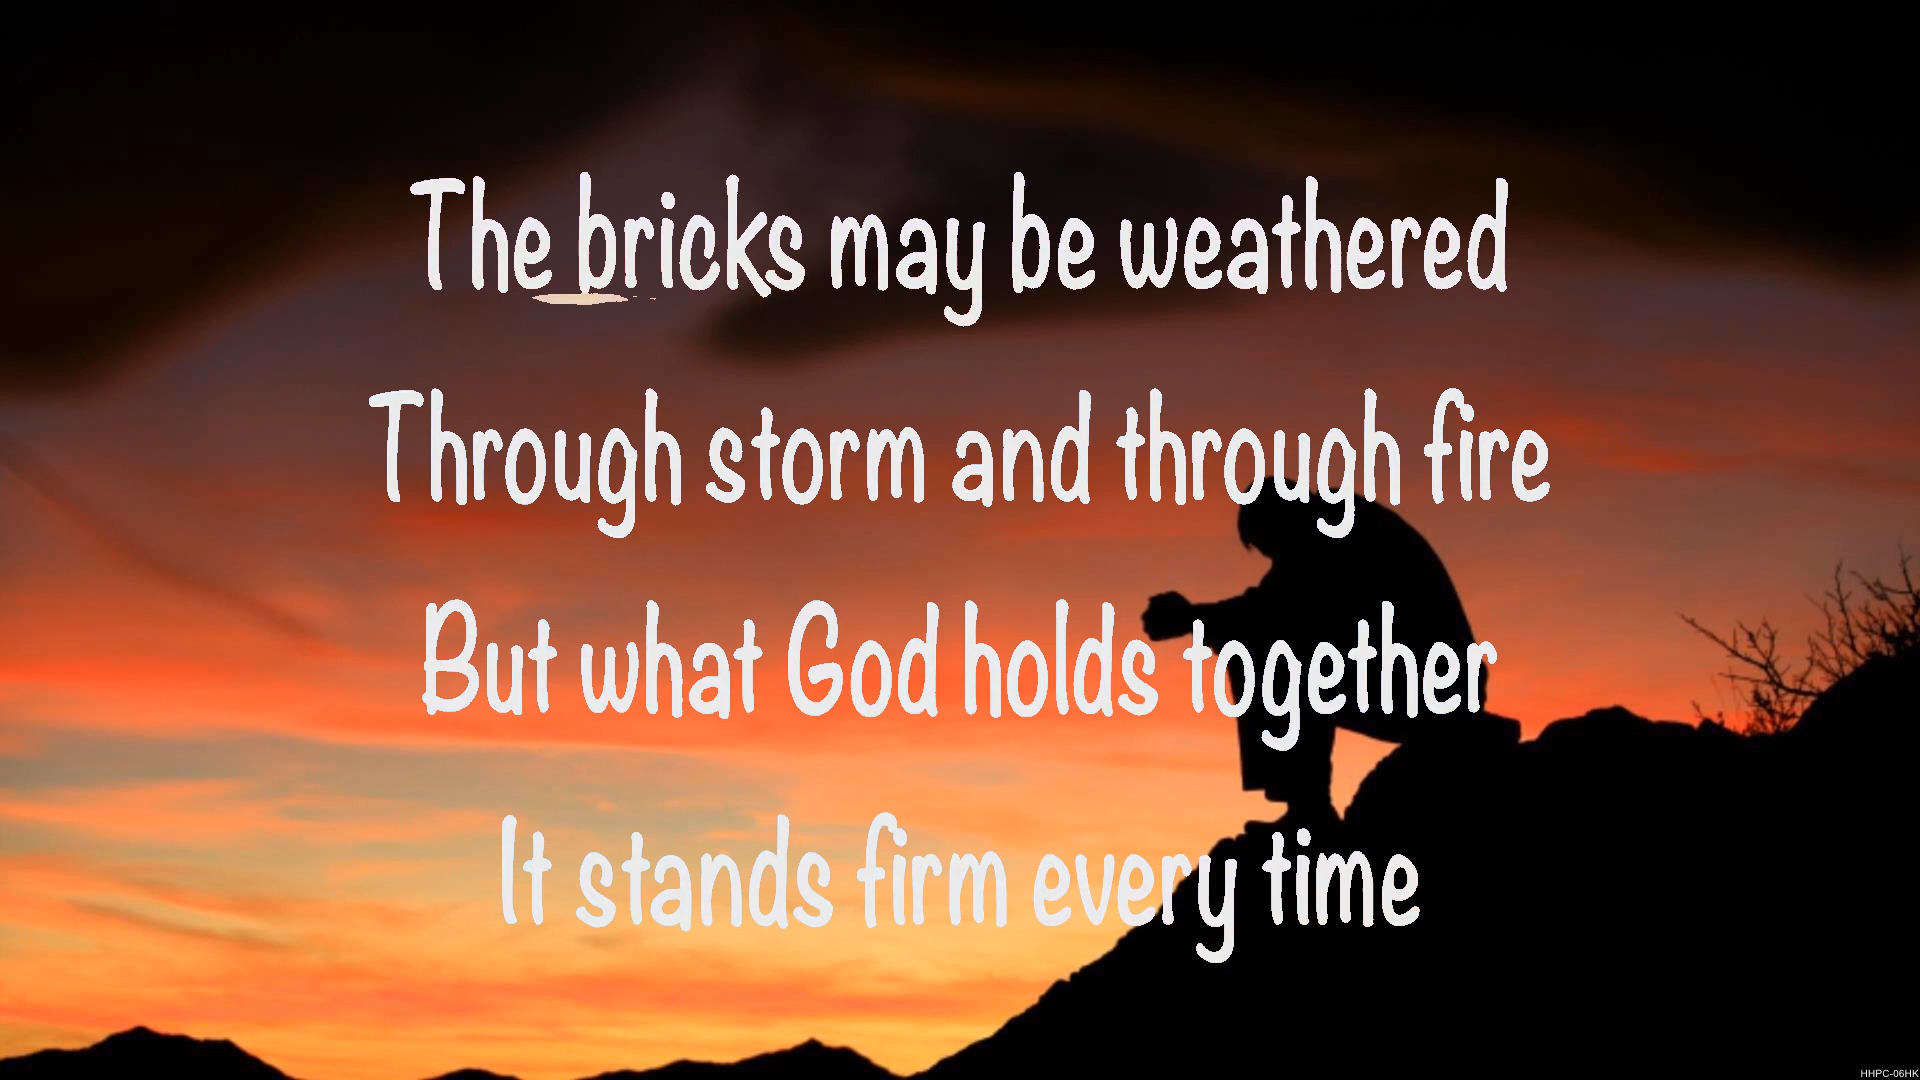 The bricks may be weathered
Through storm and through fire
But what God holds together
It stands firm every time
HHPC-06HK